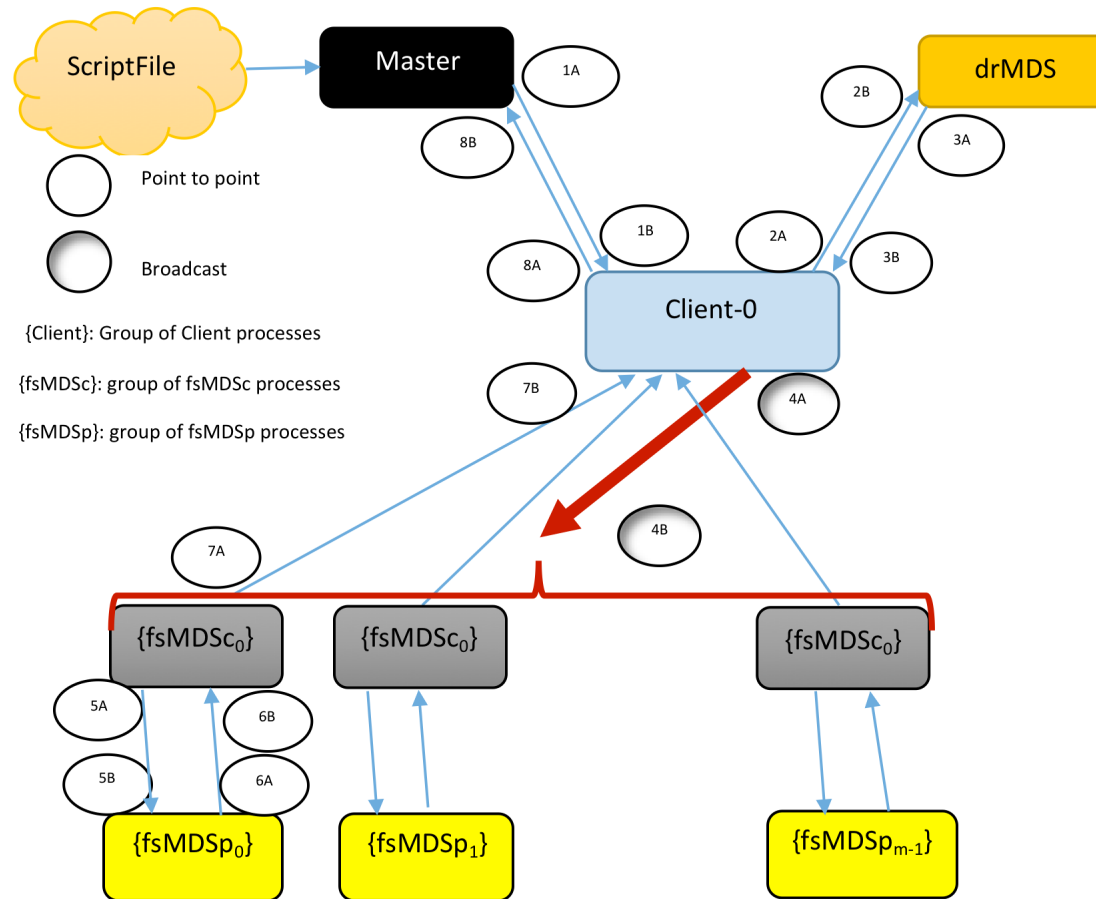 ScriptFile
Master
drMDS
1A
2B
8B
3A
Point to point
1B
2A
8A
3B
Broadcast
Client-0
{Client}: Group of Client processes
{fsMDSc}: group of fsMDSc processes
7B
4A
{fsMDSp}: group of fsMDSp processes
4B
7A
{fsMDSc₀}
{fsMDSc₀}
{fsMDSc₀}
5A
6B
5B
6A
{fsMDSp₀}
{fsMDSp₁}
{fsMDSpₘ₋₁}